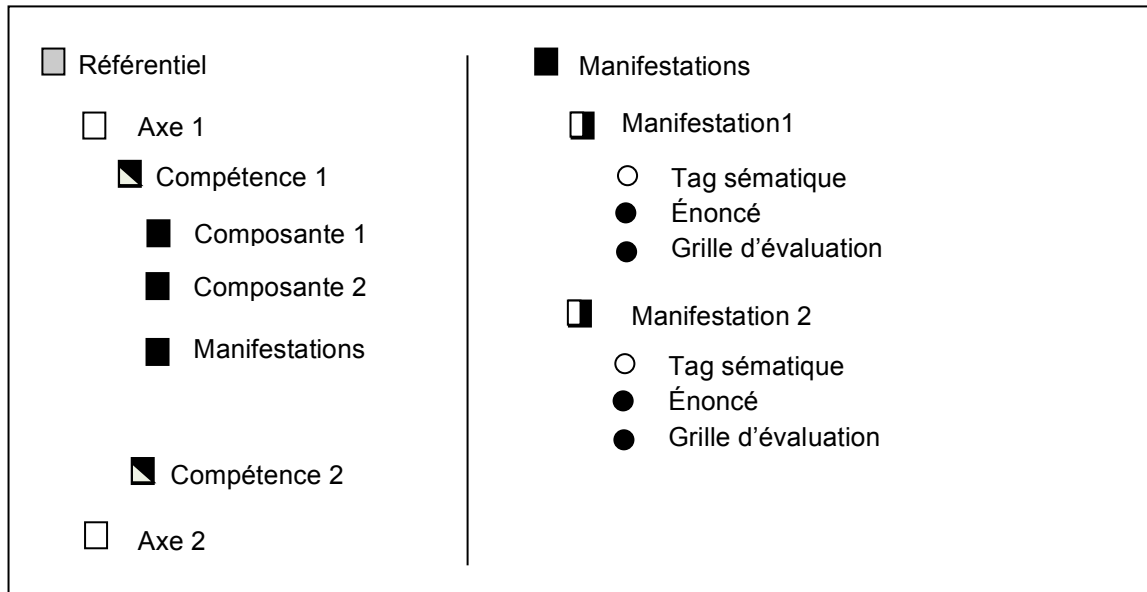 Référentiel
Axe 1
Compétence 1
Composante 1
Composante 2
Manifestations
Compétence 2
Axe 2
Manifestations
Manifestation1
Tag sématique
Énoncé
Grille d’évaluation
Manifestation 2
Tag sématique
Énoncé
Grille d’évaluation